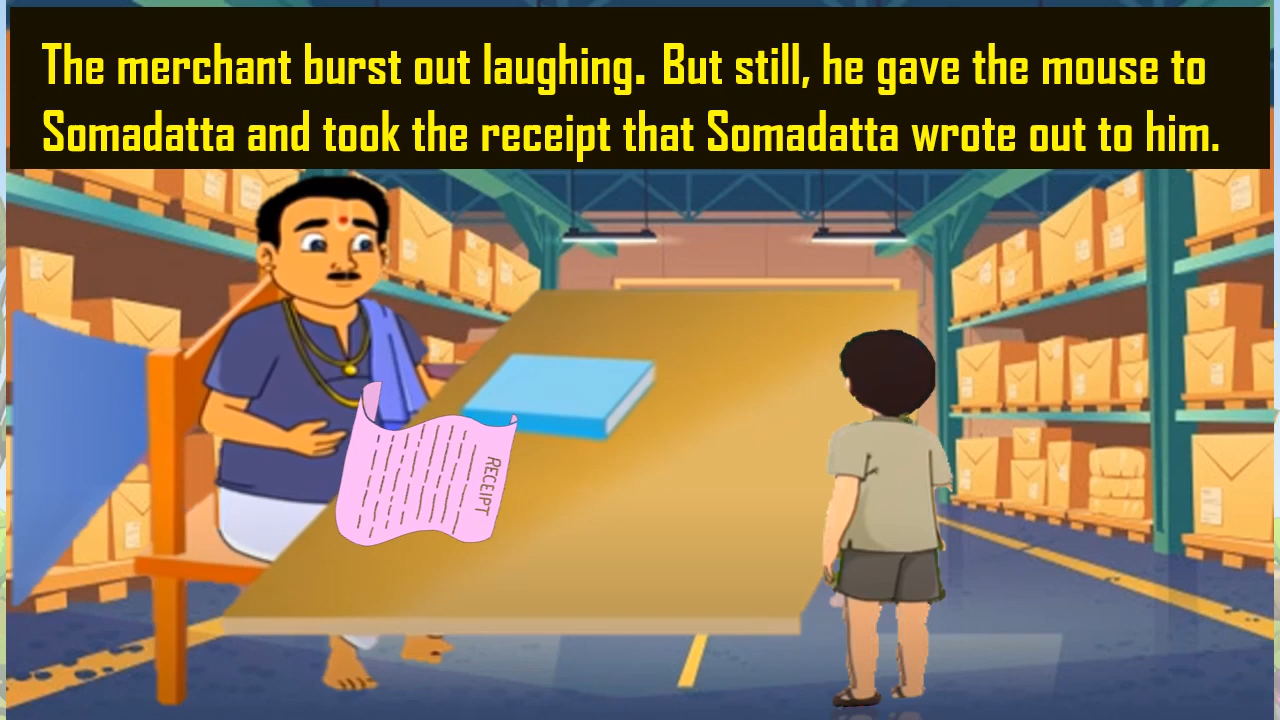 The merchant burst out laughing. But still, he gave the mouse to
Somadatta and took the receipt that Somadatta wrote out to him.
RECEIPT